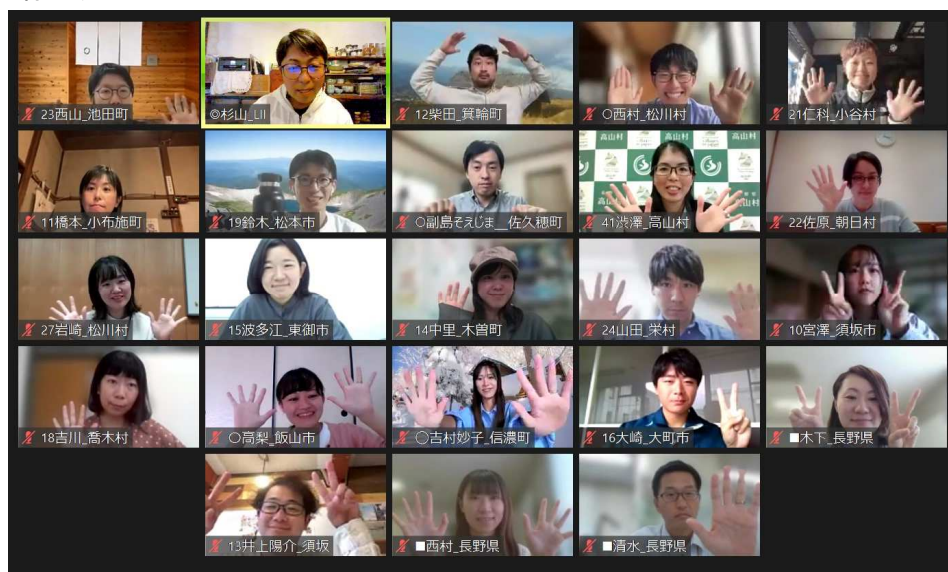 23西山_池田町
◎杉山_LII
12柴田_箕輪町
○西村_松川村
21仁科_小谷村
11橋本_小布施町
19鈴木_松本市
○副島そえじま__佐久穂町
高山村
41渋澤_高山村
22佐原_朝日村
27岩崎_松川村
15波多江_東御市
14中里_木曽町
24山田_栄村
10宮澤_須坂市
18吉川_喬木村
○高梨_飯山市
○吉村妙子_信濃町
16大崎_大町市
■木下_長野県
13井上陽介_須坂
■西村_長野県
■清水_長野県